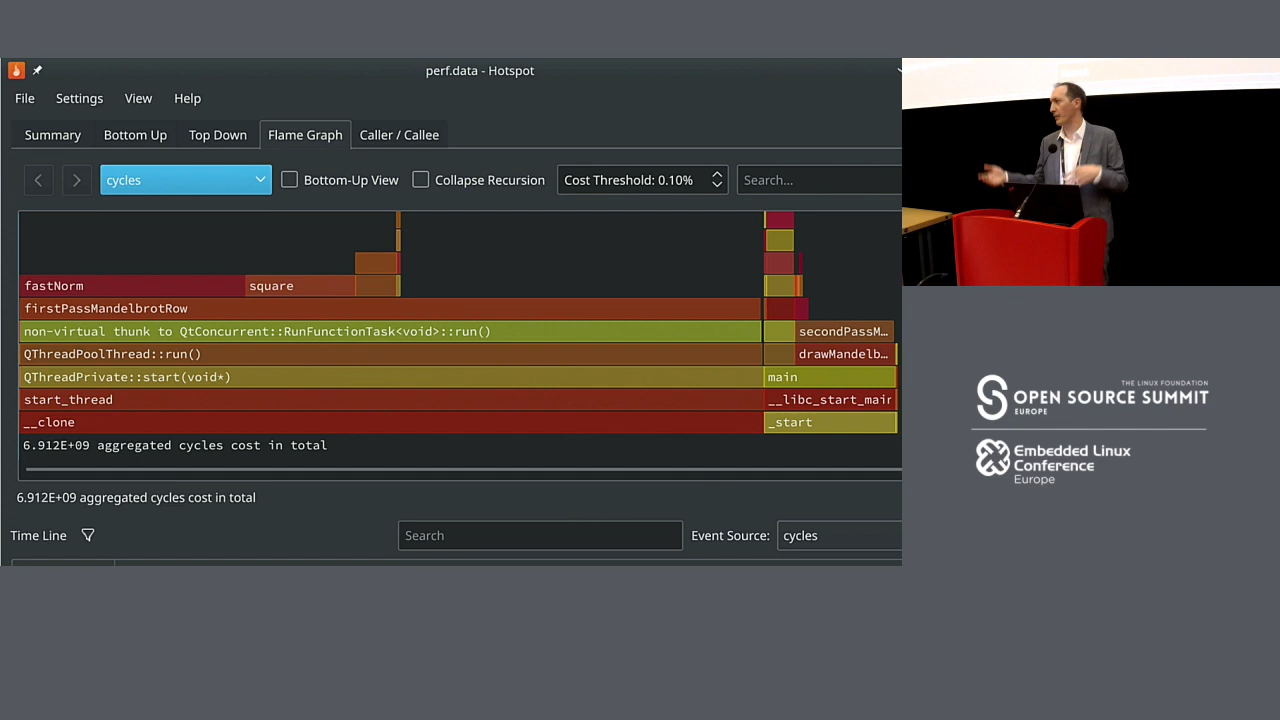 perf.data - Hotspot
File Settings View Help
Summary Bottom Up Top Down Flame Graph Caller / Callee
cycles Bottom-Up View Collapse Recursion Cost Threshold: 0.10% Search...
fastNorm square
firstPassMandelbrotRow
non-virtual thunk to QtConcurrent::RunFunctionTask<void>::run() secondPassM…
QThreadPoolThread::run() drawMandelb…
QThreadPrivate::start(void*) main
start_thread __libc_start_main
__clone _start
6.912E+09 aggregated cycles cost in total
6.912E+09 aggregated cycles cost in total
Time Line Search Event Source: cycles
THE LINUX FOUNDATION
OPEN SOURCE SUMMIT
EUROPE
Embedded Linux
Conference
Europe